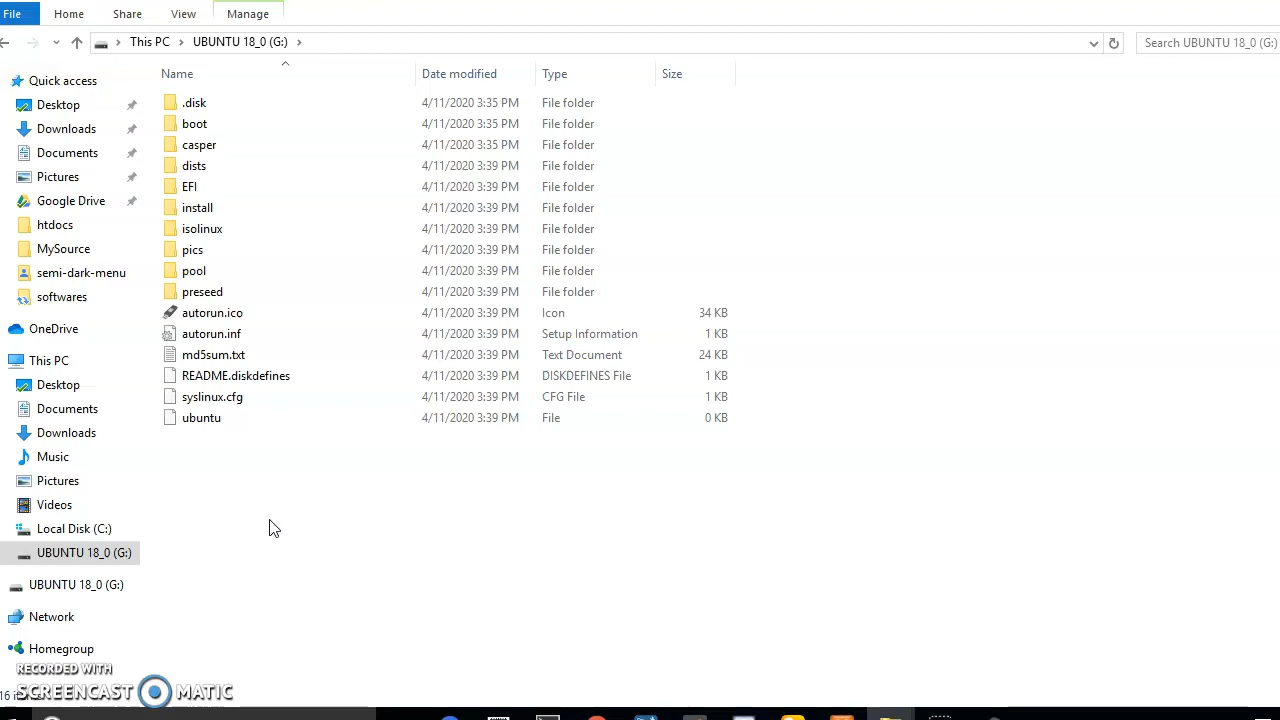 File Home Share View Manage
This PC UBUNTU 18_0 (G:) Search UBUNTU 18_0 (G:)
Name Date modified Type Size
Quick access
Desktop
Downloads
Documents
Pictures
Google Drive
htdocs
MySource
semi-dark-menu
softwares
OneDrive
This PC
Desktop
Documents
Downloads
Music
Pictures
Videos
Local Disk (C:)
UBUNTU 18_0 (G:)
UBUNTU 18_0 (G:)
Network
Homegroup
.disk 4/11/2020 3:35 PM File folder
boot 4/11/2020 3:35 PM File folder
casper 4/11/2020 3:35 PM File folder
dists 4/11/2020 3:39 PM File folder
EFI 4/11/2020 3:39 PM File folder
install 4/11/2020 3:39 PM File folder
isolinux 4/11/2020 3:39 PM File folder
pics 4/11/2020 3:39 PM File folder
pool 4/11/2020 3:39 PM File folder
preseed 4/11/2020 3:39 PM File folder
autorun.ico 4/11/2020 3:39 PM Icon 34 KB
autorun.inf 4/11/2020 3:39 PM Setup Information 1 KB
md5sum.txt 4/11/2020 3:39 PM Text Document 24 KB
README.diskdefines 4/11/2020 3:39 PM DISKDEFINES File 1 KB
syslinux.cfg 4/11/2020 3:39 PM CFG File 1 KB
ubuntu 4/11/2020 3:39 PM File 0 KB
RECORDED WITH
SCREENCAST MATIC
16